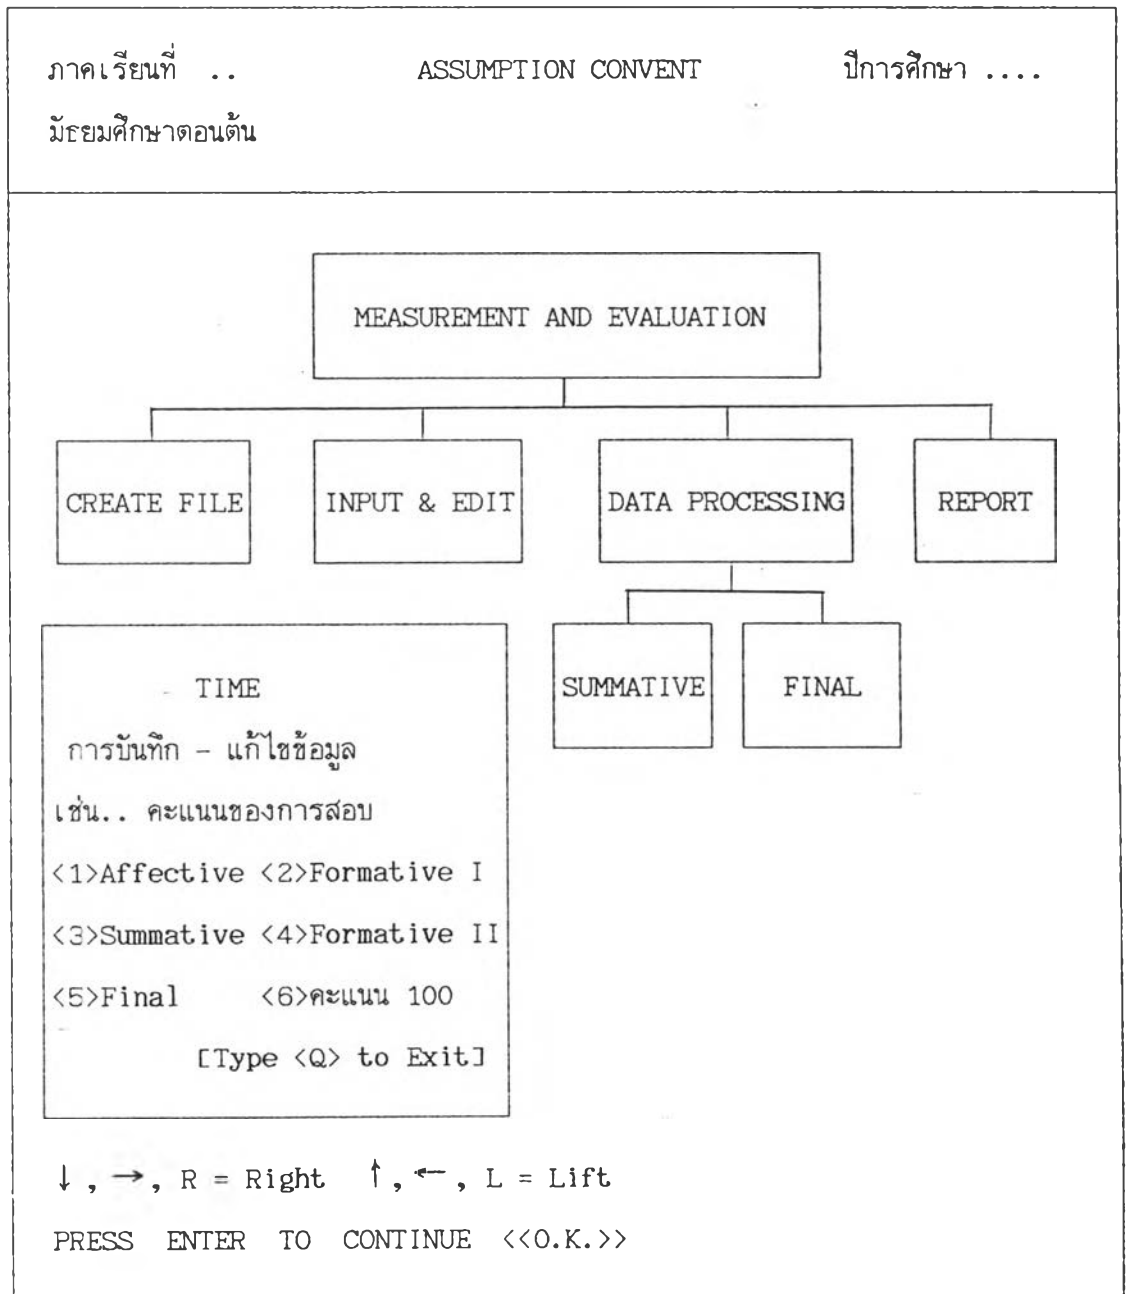 ภาคเรียนที่ .. ASSUMPTION CONVENT ปีการศึกษา ....
มัธยมศึกษาตอนต้น
MEASUREMENT AND EVALUATION
CREATE FILE INPUT & EDIT DATA PROCESSING REPORT
SUMMATIVE FINAL
TIME
การบันทึก - แก้ไขข้อมูล
เช่น.. คะแนนของการสอบ
<1>Affective <2>Formative I
<3>Summative <4>Formative II
<5>Final <6>คะแนน 100
[Type <Q> to Exit]
↓, →, R = Right ↑, ←, L = Lift
PRESS ENTER TO CONTINUE <<O.K.>>